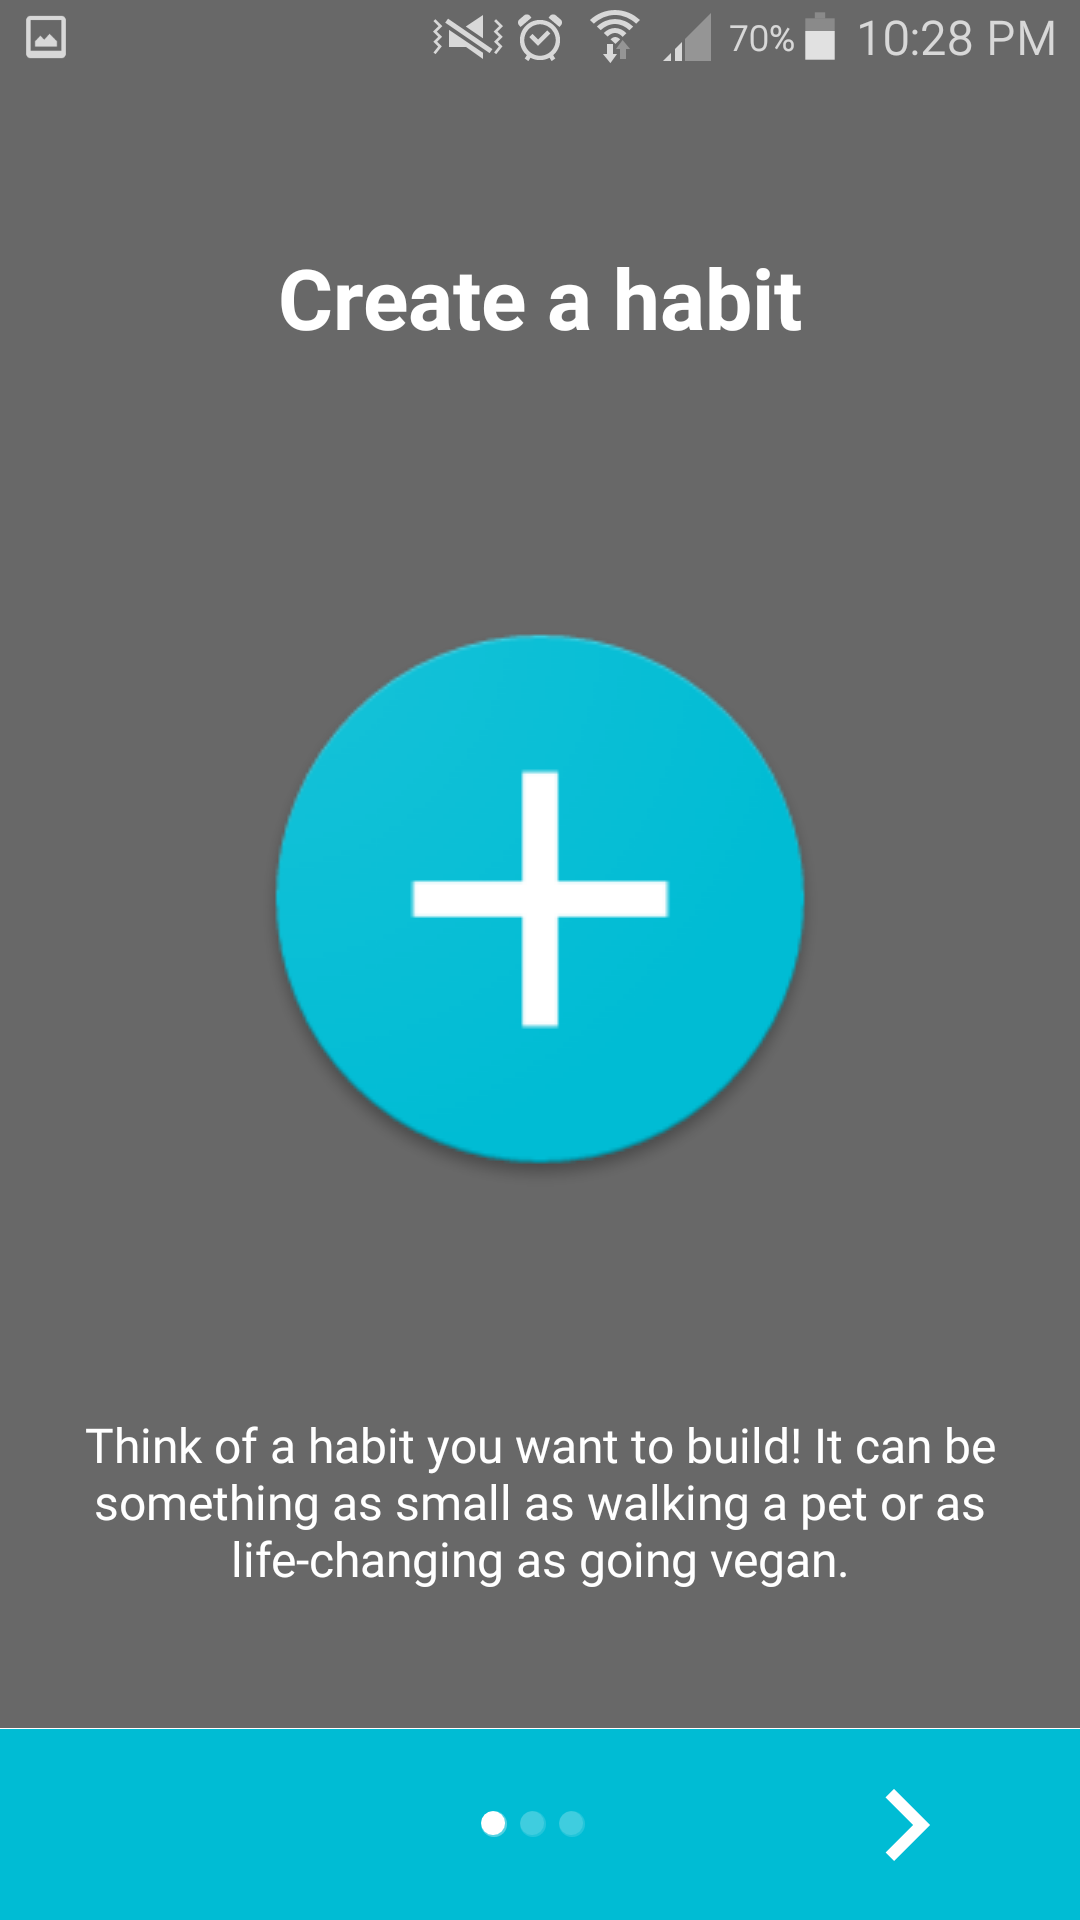 70% 10:28 PM
Create a habit
Think of a habit you want to build! It can be
something as small as walking a pet or as
life-changing as going vegan.